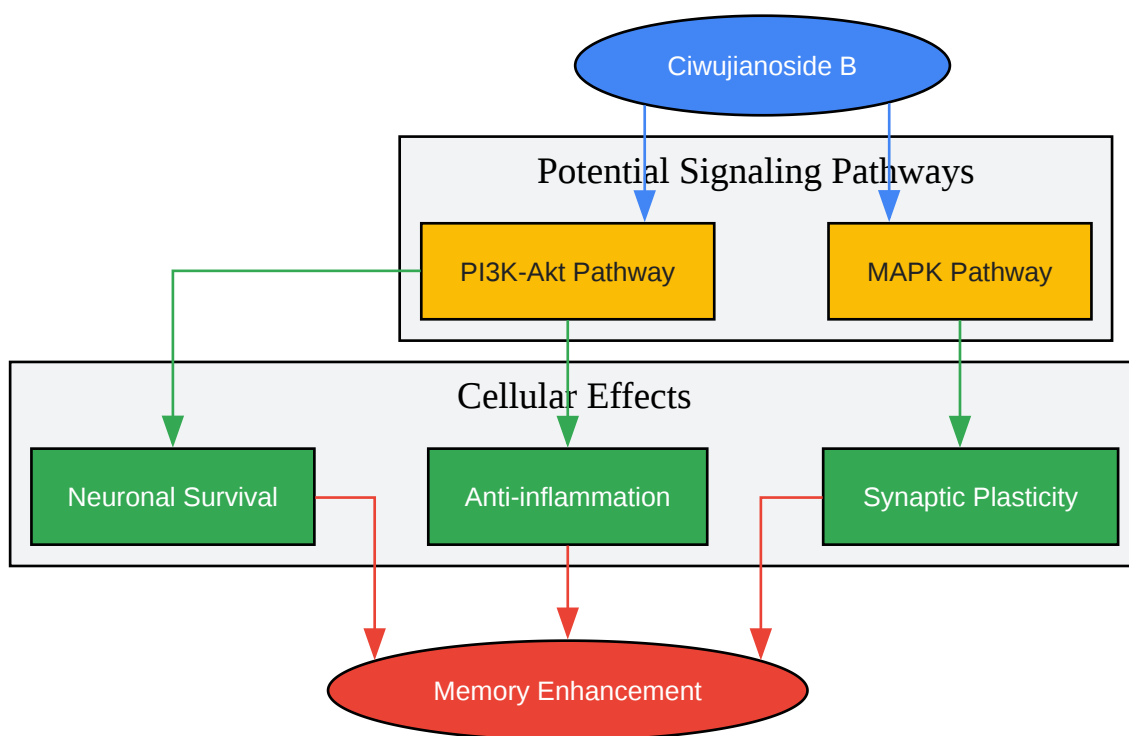 Ciwujianoside B
Potential Signaling Pathways
PI3K-Akt Pathway
MAPK Pathway
Cellular Effects
Neuronal Survival
Anti-inflammation
Synaptic Plasticity
Memory Enhancement